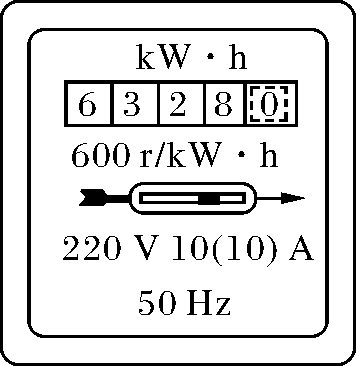 kW · h
6 3 2 8 0
600 r/kW · h
220 V 10(10) A
50 Hz